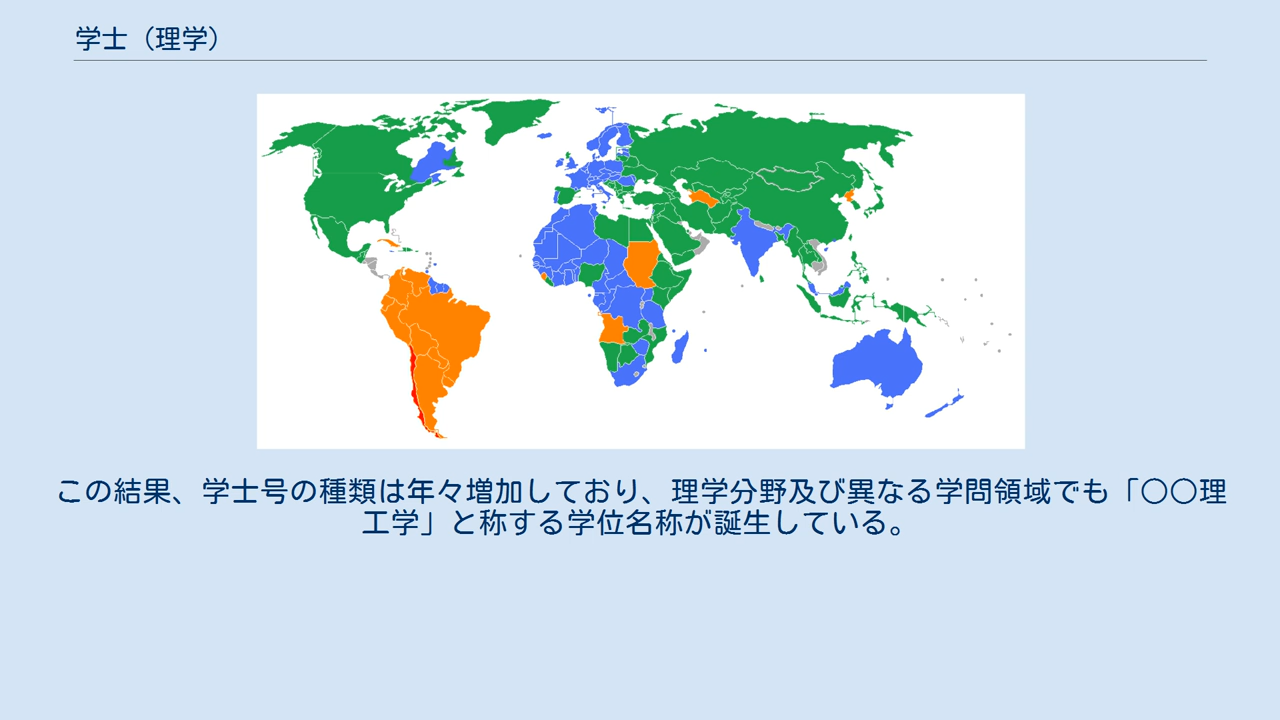 学士（理学）
この結果、学士号の種類は年々増加しており、理学分野及び異なる学問領域でも「〇〇理
工学」と称する学位名称が誕生している。